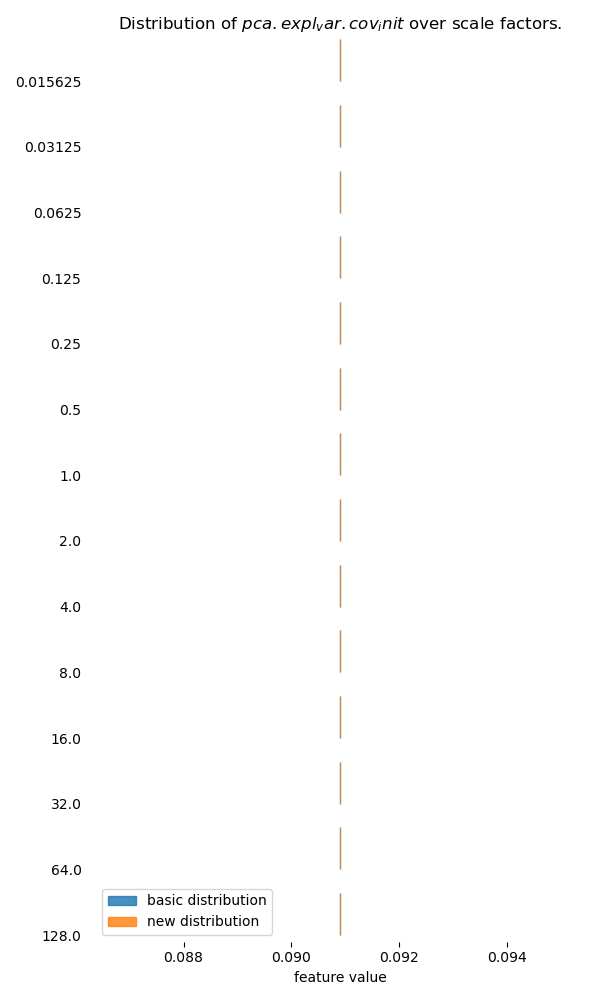 Distribution of pca.expl_var.cov_init over scale factors.
0.015625
0.03125
0.0625
0.125
0.25
0.5
1.0
2.0
4.0
8.0
16.0
32.0
64.0
basic distribution
new distribution
128.0
0.088 0.090 0.092 0.094
feature value